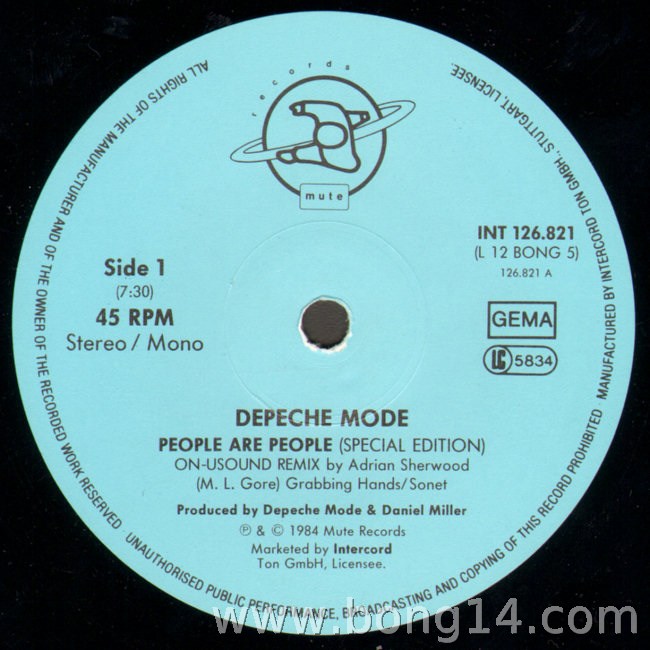 records
mute
INT 126.821
(L 12 BONG 5)
126.821 A
Side 1
(7:30)
45 RPM
Stereo / Mono
GEMA
LC 5834
DEPECHE MODE
PEOPLE ARE PEOPLE (SPECIAL EDITION)
ON-USOUND REMIX by Adrian Sherwood
(M. L. Gore) Grabbing Hands/Sonet
Produced by Depeche Mode & Daniel Miller
℗ & © 1984 Mute Records
Marketed by Intercord
Ton GmbH, Licensee.
ALL RIGHTS OF THE MANUFACTURER AND OF THE OWNER OF THE RECORDED WORK RESERVED · UNAUTHORISED PUBLIC PERFORMANCE, BROADCASTING AND COPYING OF THIS RECORD PROHIBITED · MANUFACTURED BY INTERCORD TON GMBH, STUTTGART, LICENSEE.
www.bong14.com